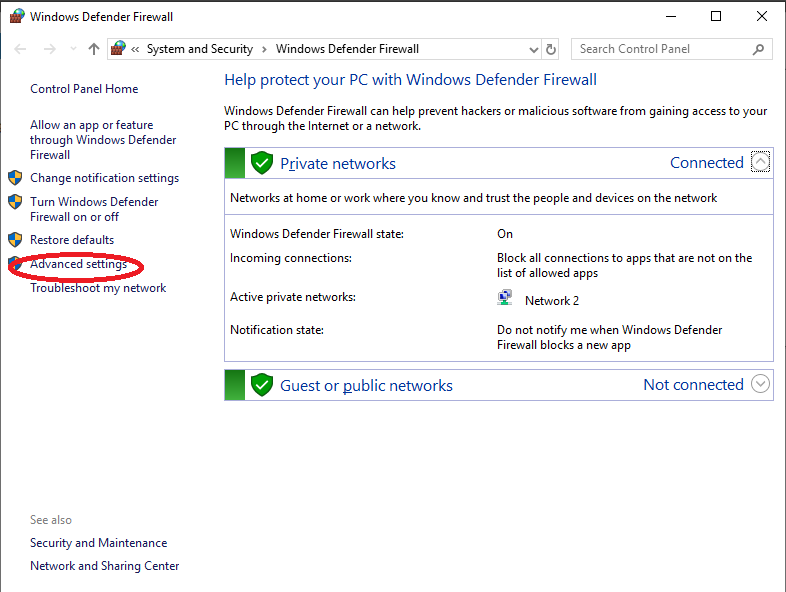 Windows Defender Firewall
« System and Security > Windows Defender Firewall
Search Control Panel
Control Panel Home
Allow an app or feature
through Windows Defender
Firewall
Change notification settings
Turn Windows Defender
Firewall on or off
Restore defaults
Advanced settings
Troubleshoot my network
See also
Security and Maintenance
Network and Sharing Center
Help protect your PC with Windows Defender Firewall
Windows Defender Firewall can help prevent hackers or malicious software from gaining access to your
PC through the Internet or a network.
Private networks Connected
Networks at home or work where you know and trust the people and devices on the network
Windows Defender Firewall state: On
Incoming connections: Block all connections to apps that are not on the
list of allowed apps
Active private networks: Network 2
Notification state: Do not notify me when Windows Defender
Firewall blocks a new app
Guest or public networks Not connected